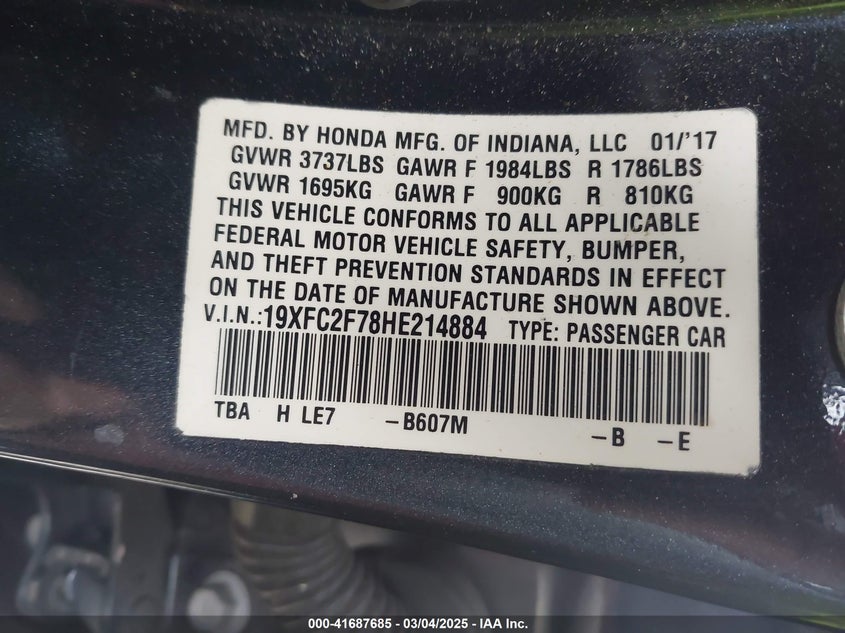 MFD. BY HONDA MFG. OF INDIANA, LLC 01/'17
GVWR 3737LBS GAWR F 1984LBS R 1786LBS
GVWR 1695KG GAWR F 900KG R 810KG
THIS VEHICLE CONFORMS TO ALL APPLICABLE
FEDERAL MOTOR VEHICLE SAFETY, BUMPER,
AND THEFT PREVENTION STANDARDS IN EFFECT
ON THE DATE OF MANUFACTURE SHOWN ABOVE.
V.I.N.:19XFC2F78HE214884 TYPE: PASSENGER CAR
TBA H LE7 -B607M -B -E
000-41687685 - 03/04/2025 - IAA Inc.